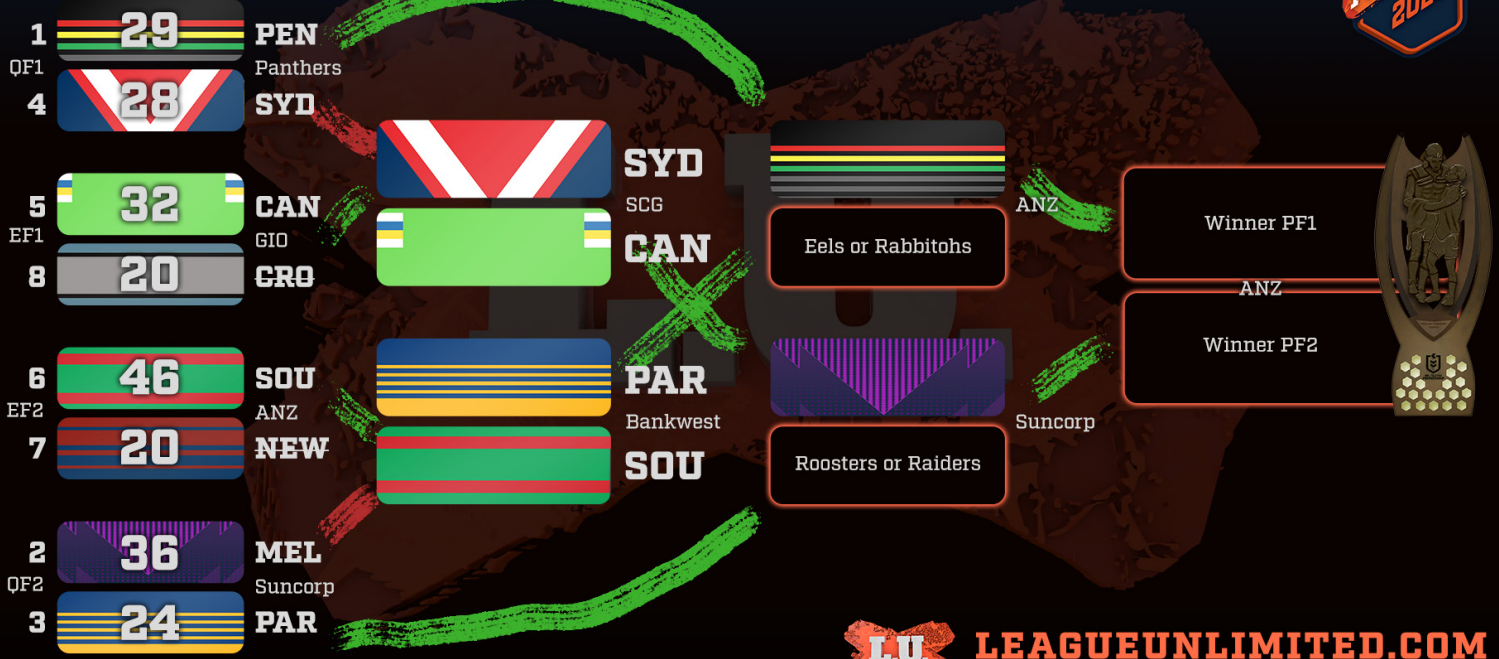 1 29 PEN
QF1 Panthers
4 28 SYD
5 32 CAN
EF1 GIO
8 20 CRO
6 46 SOU
EF2 ANZ
7 20 NEW
2 36 MEL
QF2 Suncorp
3 24 PAR
SYD
SCG
CAN
PAR
Bankwest
SOU
ANZ
Eels or Rabbitohs
Suncorp
Roosters or Raiders
Winner PF1
ANZ
Winner PF2
LU LEAGUEUNLIMITED.COM